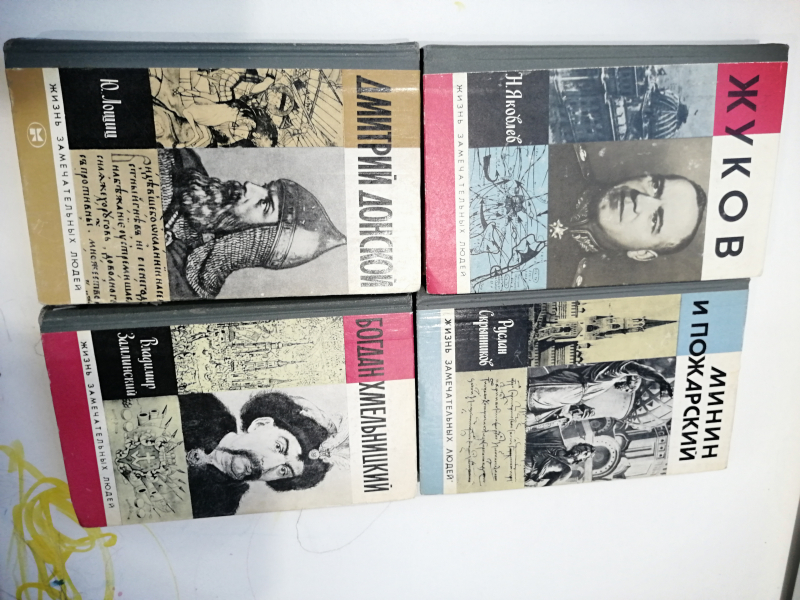 Ю. Лощиц
ДМИТРИЙ ДОНСКОЙ
ЖИЗНЬ ЗАМЕЧАТЕЛЬНЫХ ЛЮДЕЙ
Н. Яковлев
ЖУКОВ
ЖИЗНЬ ЗАМЕЧАТЕЛЬНЫХ ЛЮДЕЙ
Владимир
Замлинский
БОГДАН ХМЕЛЬНИЦКИЙ
ЖИЗНЬ ЗАМЕЧАТЕЛЬНЫХ ЛЮДЕЙ
Руслан
Скрынников
МИНИН
И ПОЖАРСКИЙ
ЖИЗНЬ ЗАМЕЧАТЕЛЬНЫХ ЛЮДЕЙ